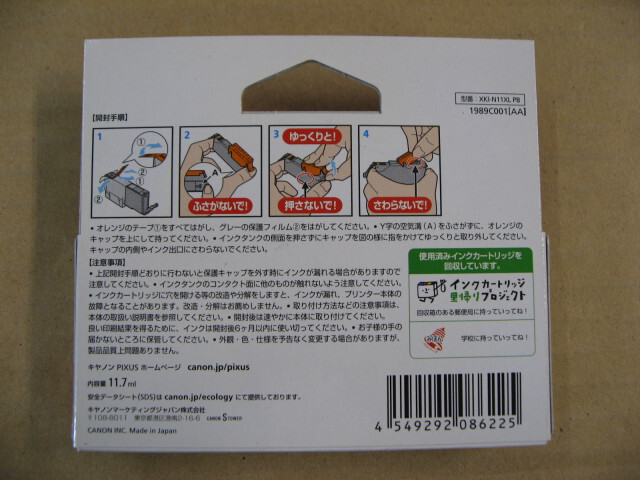 型番: XKI-N11XL PB
1989C001[AA]
【開封手順】
1
2
3
4
ゆっくりと!
① ② ② ②
A
ふさがないで!
押さないで!
さわらないで!
・オレンジのテープ①をすべてはがし、グレーの保護フィルム②をはがしてください。・Y字の空気溝(A)をふさがずに、オレンジの
キャップを上にして持ってください。・インクタンクの側面を押さずにキャップを図の様に指をかけてゆっくりと取り外してください。・
キャップの内側やインク出口にさわらないでください。
【注意事項】
・上記開封手順どおりに行わないと保護キャップを外す時にインクが漏れる場合がありますので
注意してください。・インクタンクのコンタクト面に他のものが触れないよう注意してください。
・インクカートリッジに穴を開ける等の改造や分解をしますと、インクが漏れ、プリンター本体の
故障となることがあります。改造・分解はお薦めしません。・取り付け方法などの注意事項は、
本体の取扱い説明書を参照してください。・開封後は速やかに本体に取り付けてください。
良い印刷結果を得るために、インクは開封後6ヶ月以内に使い切ってください。・お子様の手の
届かないところに保管してください。・外観・色・仕様を予告なく変更する場合がありますが、
製品品質上問題ありません。
使用済みインクカートリッジを
回収しています。
インクカートリッジ
里帰りプロジェクト
回収箱のある郵便局に持っていってね!
学校に持っていってね!
キヤノン PIXUS ホームページ canon.jp/pixus
内容量 11.7ml
安全データシート(SDS)は canon.jp/ecology にて提供しております。
キヤノンマーケティングジャパン株式会社
〒108-8011 東京都港区港南2-16-6 CANON S TOWER
CANON INC. Made in Japan
4 549292 086225